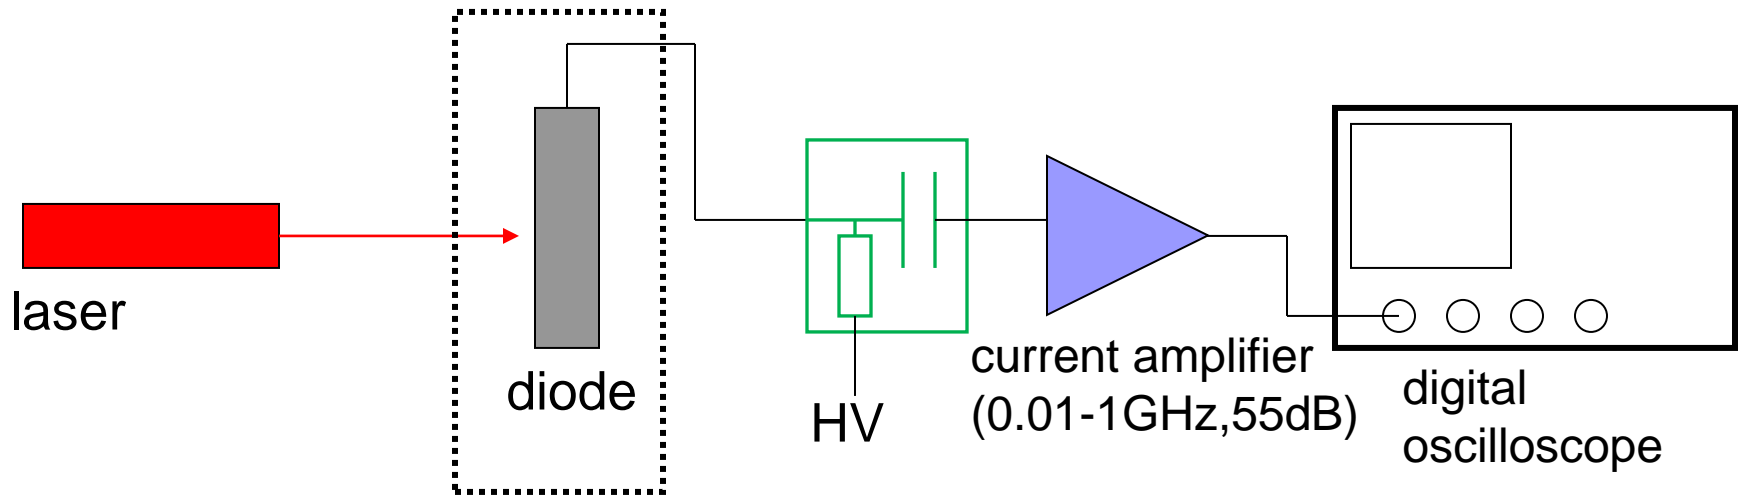 laser
diode
HV
current amplifier
(0.01-1GHz,55dB)
digital
oscilloscope